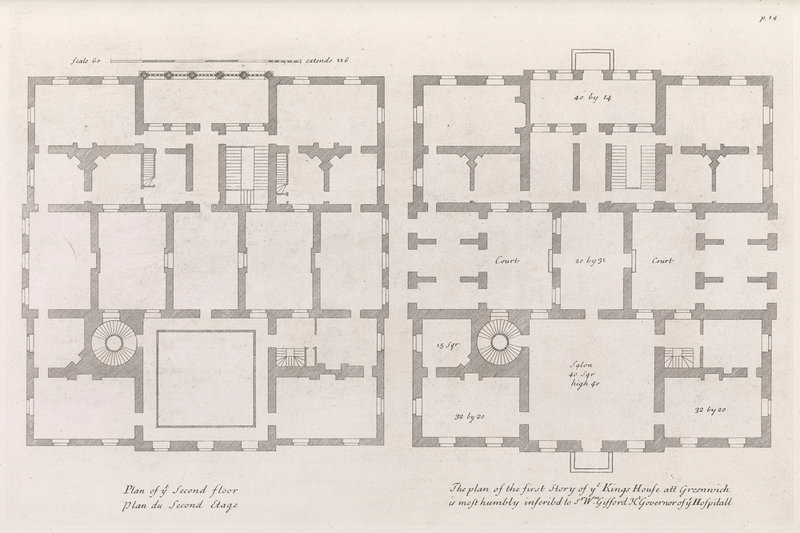 p. 14
Scale 60 extends 116
40 by 14
Court
20 by 31
Court
15 Sqr
Salon
40 Sqr
high 40
32 by 20
32 by 20
Plan of yᵉ Second floor
Plan du Second Etage
The plan of the first Story of yᵉ Kings House att Greenwich
is most humbly inscrib'd to Sʳ Wᵐ Gifford Kᵗ Governor of yᵉ Hospitall